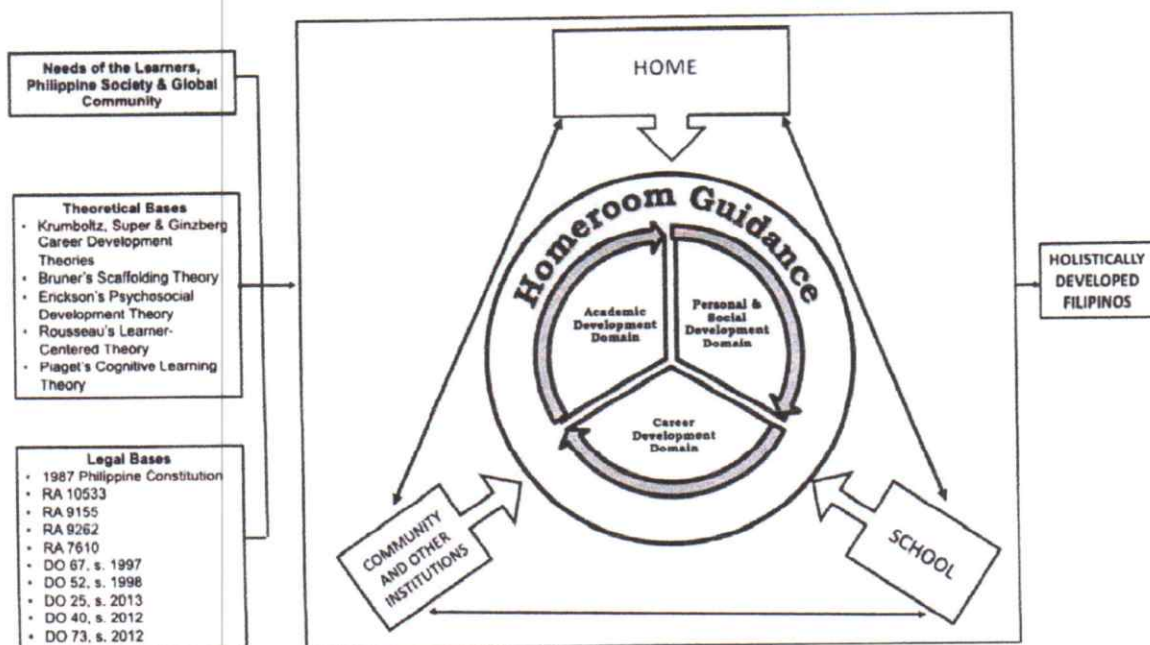 Needs of the Learners,
Philippine Society & Global
Community
Theoretical Bases
• Krumboltz, Super & Ginzberg
Career Development
Theories
• Bruner's Scaffolding Theory
• Erickson's Psychosocial
Development Theory
• Rousseau's Learner-
Centered Theory
• Piaget's Cognitive Learning
Theory
Legal Bases
• 1987 Philippine Constitution
• RA 10533
• RA 9155
• RA 9262
• RA 7610
• DO 67, s. 1997
• DO 52, s. 1998
• DO 25, s. 2013
• DO 40, s. 2012
• DO 73, s. 2012
HOME
Homeroom Guidance
Academic
Development
Domain
Personal &
Social
Development
Domain
Career
Development
Domain
COMMUNITY
AND OTHER
INSTITUTIONS
SCHOOL
HOLISTICALLY
DEVELOPED
FILIPINOS